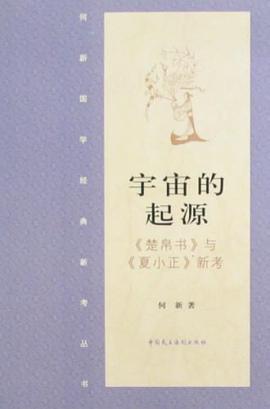 何新国学经典新考丛书
宇宙的
起源
《楚帛书》与
《夏小正》新考
何 新 著
中国民主法制出版社